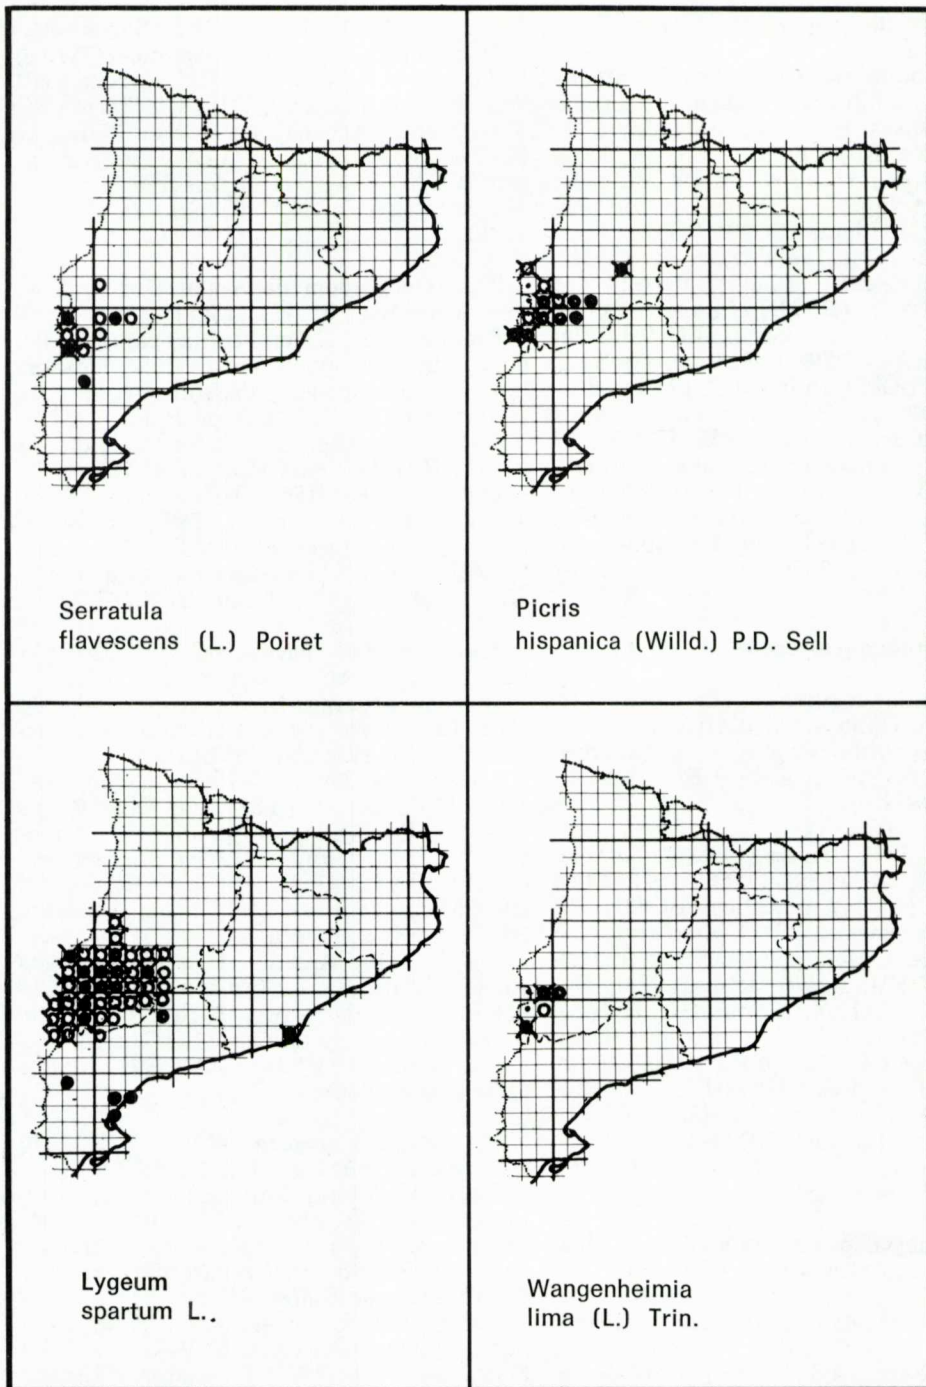 Serratula
flavescens (L.) Poiret
Picris
hispanica (Willd.) P.D. Sell
Lygeum
spartum L..
Wangenheimia
lima (L.) Trin.